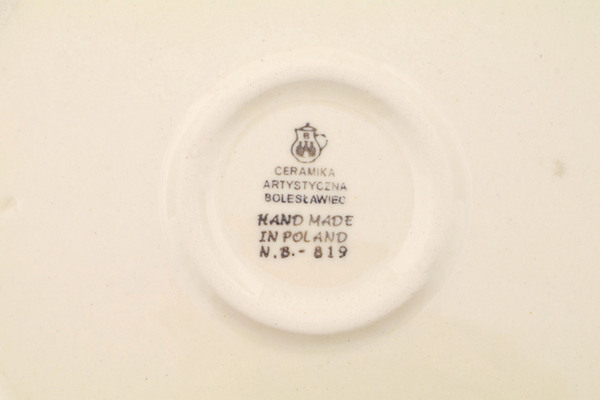 B
CERAMIKA
ARTYSTYCZNA
BOLESŁAWIEC
HAND MADE
IN POLAND
N.B.- 819